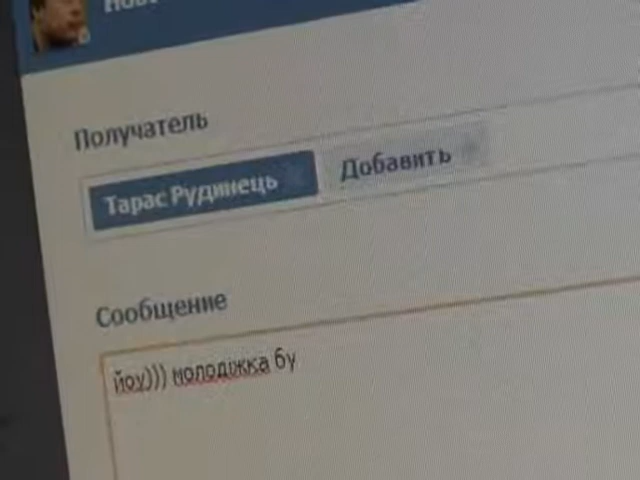 Получатель
Тарас Рудинець Добавить
Сообщение
йоу))) молодіжка бу